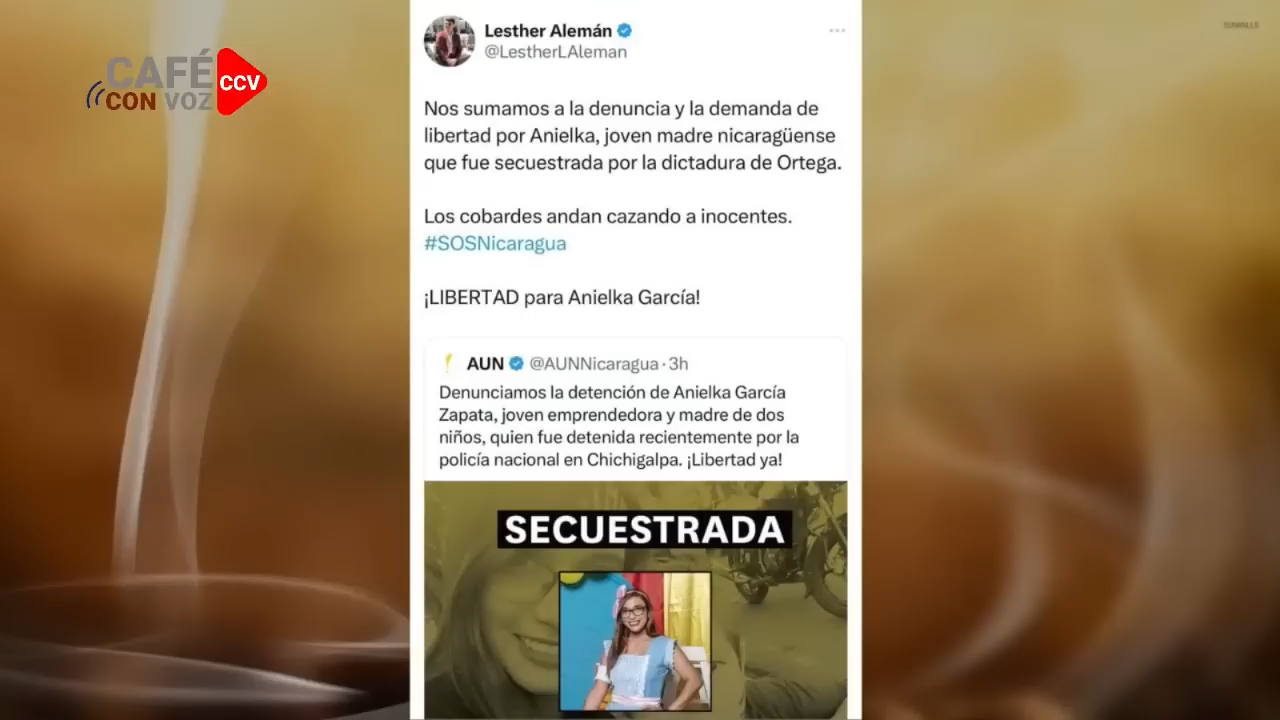 CAFÉ
CON VOZ
CCV
Lesther Alemán
@LestherLAleman
Nos sumamos a la denuncia y la demanda de
libertad por Anielka, joven madre nicaragüense
que fue secuestrada por la dictadura de Ortega.
Los cobardes andan cazando a inocentes.
#SOSNicaragua
¡LIBERTAD para Anielka García!
AUN @AUNNicaragua · 3h
Denunciamos la detención de Anielka García
Zapata, joven emprendedora y madre de dos
niños, quien fue detenida recientemente por la
policía nacional en Chichigalpa. ¡Libertad ya!
SECUESTRADA